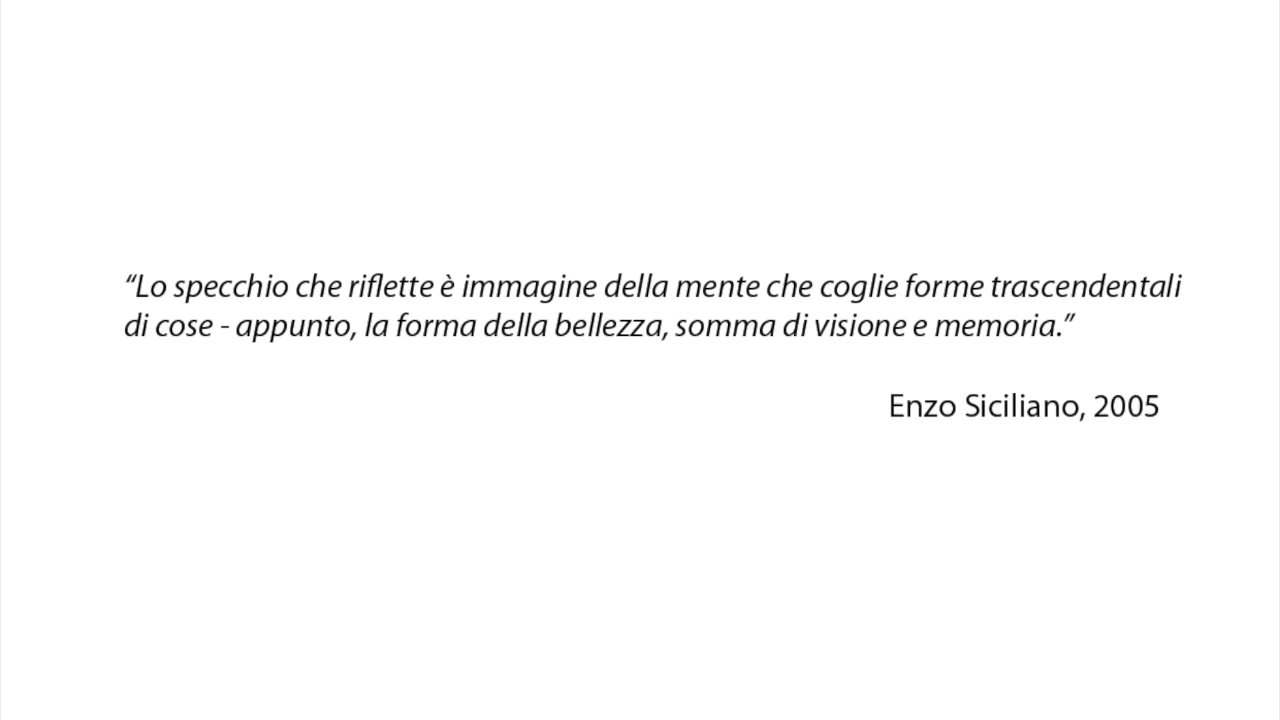 “Lo specchio che riflette è immagine della mente che coglie forme trascendentali
di cose - appunto, la forma della bellezza, somma di visione e memoria.”
Enzo Siciliano, 2005